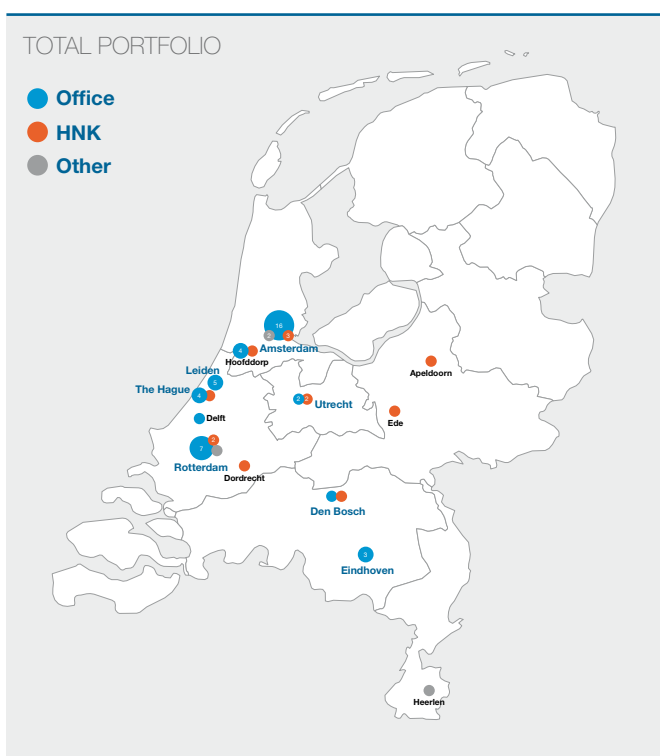 TOTAL PORTFOLIO
Office
HNK
Other
16
2 3
Amsterdam
4
Hoofddorp
Leiden
5
The Hague
4
Delft
2 2
Utrecht
Apeldoorn
Ede
2
7
Rotterdam
Dordrecht
Den Bosch
3
Eindhoven
Heerlen